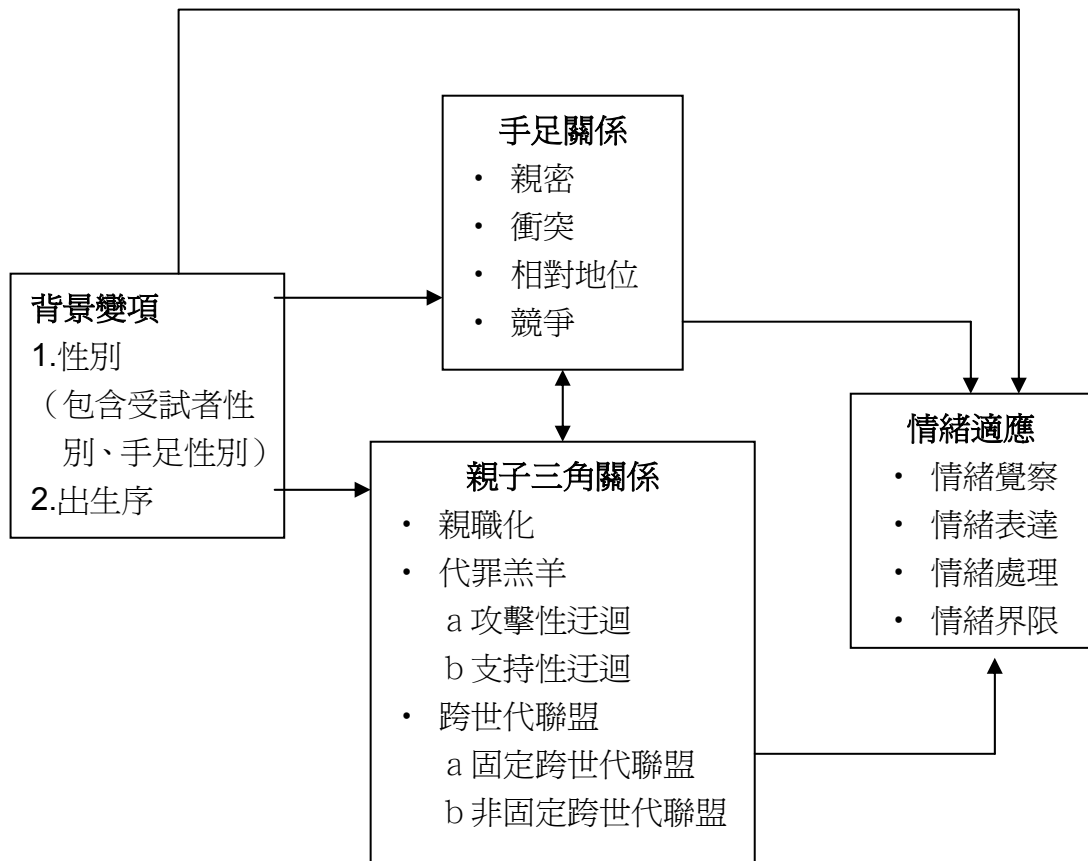 手足關係
· 親密
· 衝突
· 相對地位
· 競爭
背景變項
1.性別
（包含受試者性
別、手足性別）
2.出生序
親子三角關係
· 親職化
· 代罪羔羊
a 攻擊性迂迴
b 支持性迂迴
· 跨世代聯盟
a 固定跨世代聯盟
b 非固定跨世代聯盟
情緒適應
· 情緒覺察
· 情緒表達
· 情緒處理
· 情緒界限